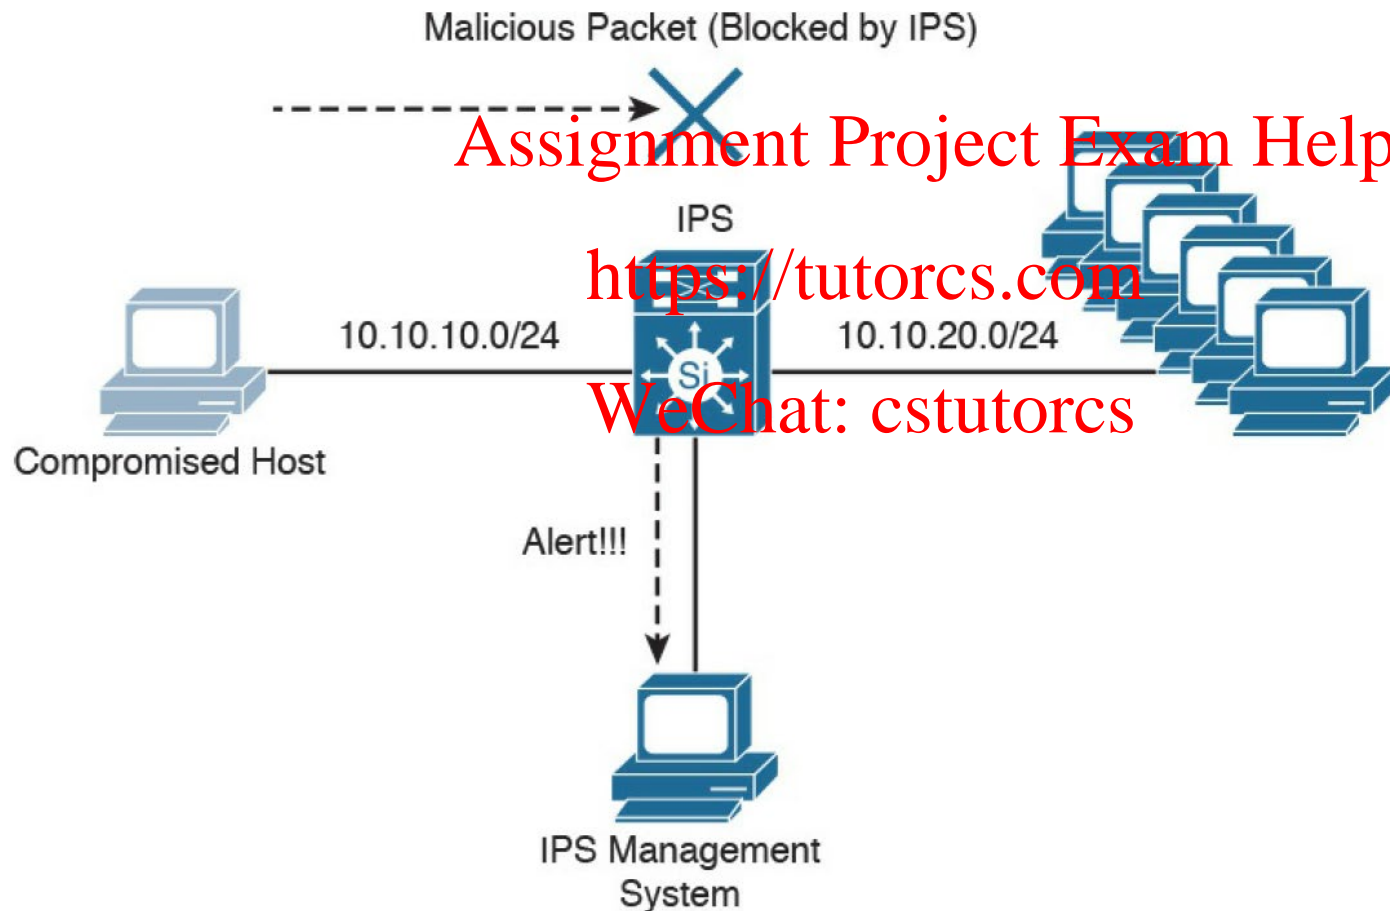 Malicious Packet (Blocked by IPS)
Assignment Project Exam Help
IPS
https://tutorcs.com
10.10.10.0/24
10.10.20.0/24
Si
WeChat: cstutorcs
Compromised Host
Alert!!!
IPS Management
System